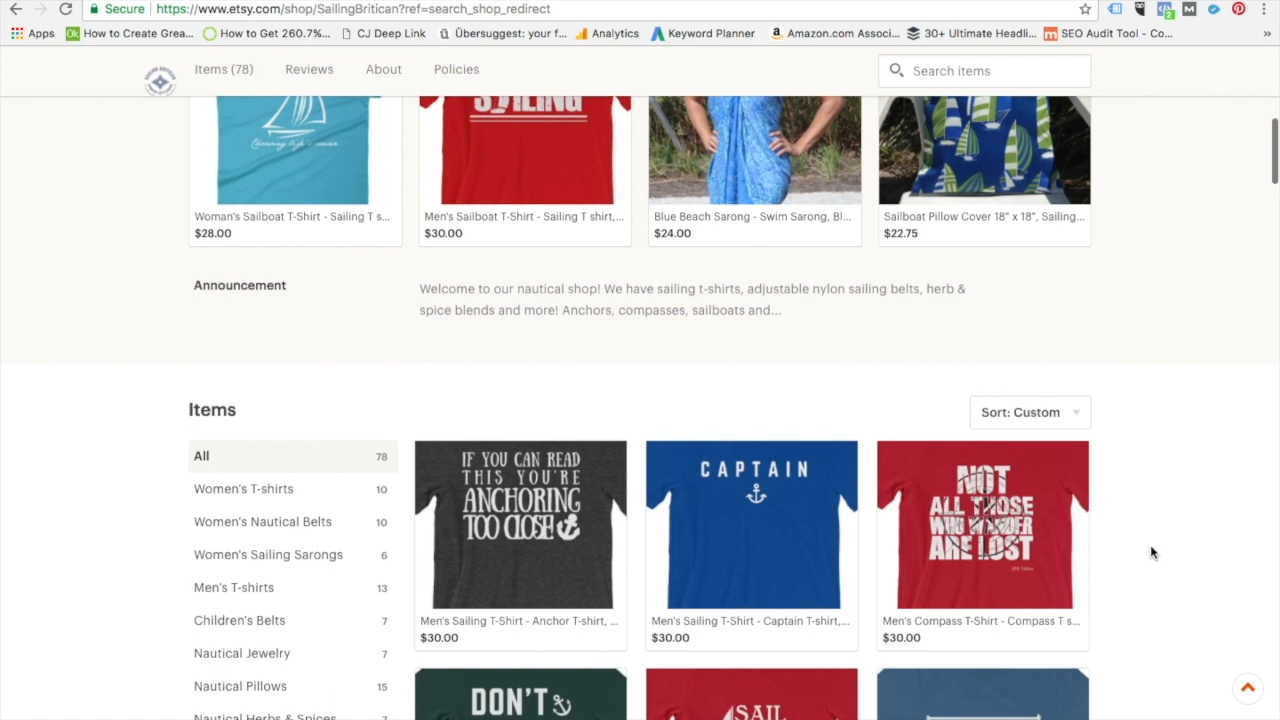 Secure https://www.etsy.com/shop/SailingBritican?ref=search_shop_redirect
Apps How to Create Grea... How to Get 260.7%... CJ Deep Link Übersuggest: your f... Analytics Keyword Planner Amazon.com Associ... 30+ Ultimate Headli... SEO Audit Tool - Co... »
Items (78) Reviews About Policies Search items
SAILING
Woman's Sailboat T-Shirt - Sailing T s... Men's Sailboat T-Shirt - Sailing T shirt,... Blue Beach Sarong - Swim Sarong, Bl... Sailboat Pillow Cover 18" x 18", Sailing...
$28.00 $30.00 $24.00 $22.75
Announcement
Welcome to our nautical shop! We have sailing t-shirts, adjustable nylon sailing belts, herb &
spice blends and more! Anchors, compasses, sailboats and...
Items
Sort: Custom
All 78
Women's T-shirts 10
Women's Nautical Belts 10
Women's Sailing Sarongs 6
Men's T-shirts 13
Children's Belts 7
Nautical Jewelry 7
Nautical Pillows 15
Nautical Herbs & Spices 7
IF YOU CAN READ
THIS YOU'RE
ANCHORING
TOO CLOSE!
CAPTAIN
NOT
ALL THOSE
WHO WANDER
ARE LOST
Men's Sailing T-Shirt - Anchor T-shirt, ... Men's Sailing T-Shirt - Captain T-shirt,... Men's Compass T-Shirt - Compass T s...
$30.00 $30.00 $30.00
DON'T
SAIL